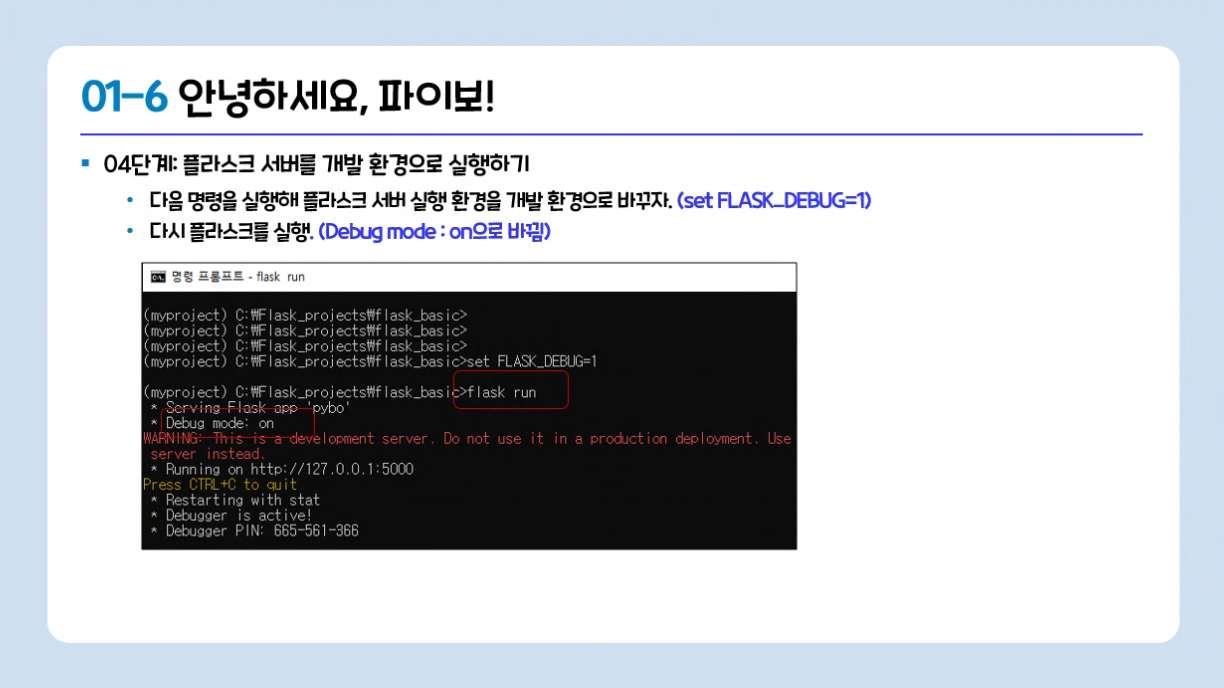 01-6 안녕하세요, 파이보!
▪ 04단계: 플라스크 서버를 개발 환경으로 실행하기
• 다음 명령을 실행해 플라스크 서버 실행 환경을 개발 환경으로 바꾸자. (set FLASK_DEBUG=1)
• 다시 플라스크를 실행. (Debug mode : on으로 바뀜)
명령 프롬프트 - flask run
(myproject) C:₩Flask_projects₩flask_basic>
(myproject) C:₩Flask_projects₩flask_basic>
(myproject) C:₩Flask_projects₩flask_basic>
(myproject) C:₩Flask_projects₩flask_basic>set FLASK_DEBUG=1
(myproject) C:₩Flask_projects₩flask_basic>flask run
* Serving Flask app 'pybo'
* Debug mode: on
WARNING: This is a development server. Do not use it in a production deployment. Use
server instead.
* Running on http://127.0.0.1:5000
Press CTRL+C to quit
* Restarting with stat
* Debugger is active!
* Debugger PIN: 665-561-366